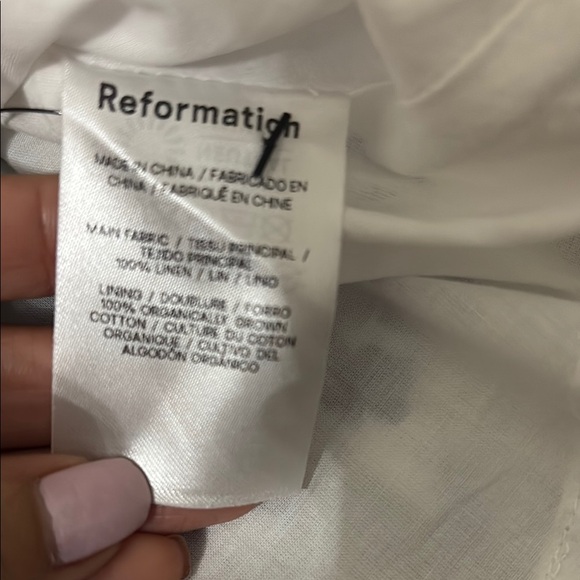 Reformation
MADE IN CHINA / FABRICADO EN
CHINA / FABRIQUÉ EN CHINE
MAIN FABRIC / TISSU PRINCIPAL /
TEJIDO PRINCIPAL
100% LINEN / LIN / LINO
LINING / DOUBLURE / FORRO
100% ORGANICALLY GROWN
COTTON / CULTURE DU COTON
ORGANIQUE / CULTIVO DEL
ALGODÓN ORGÁNICO